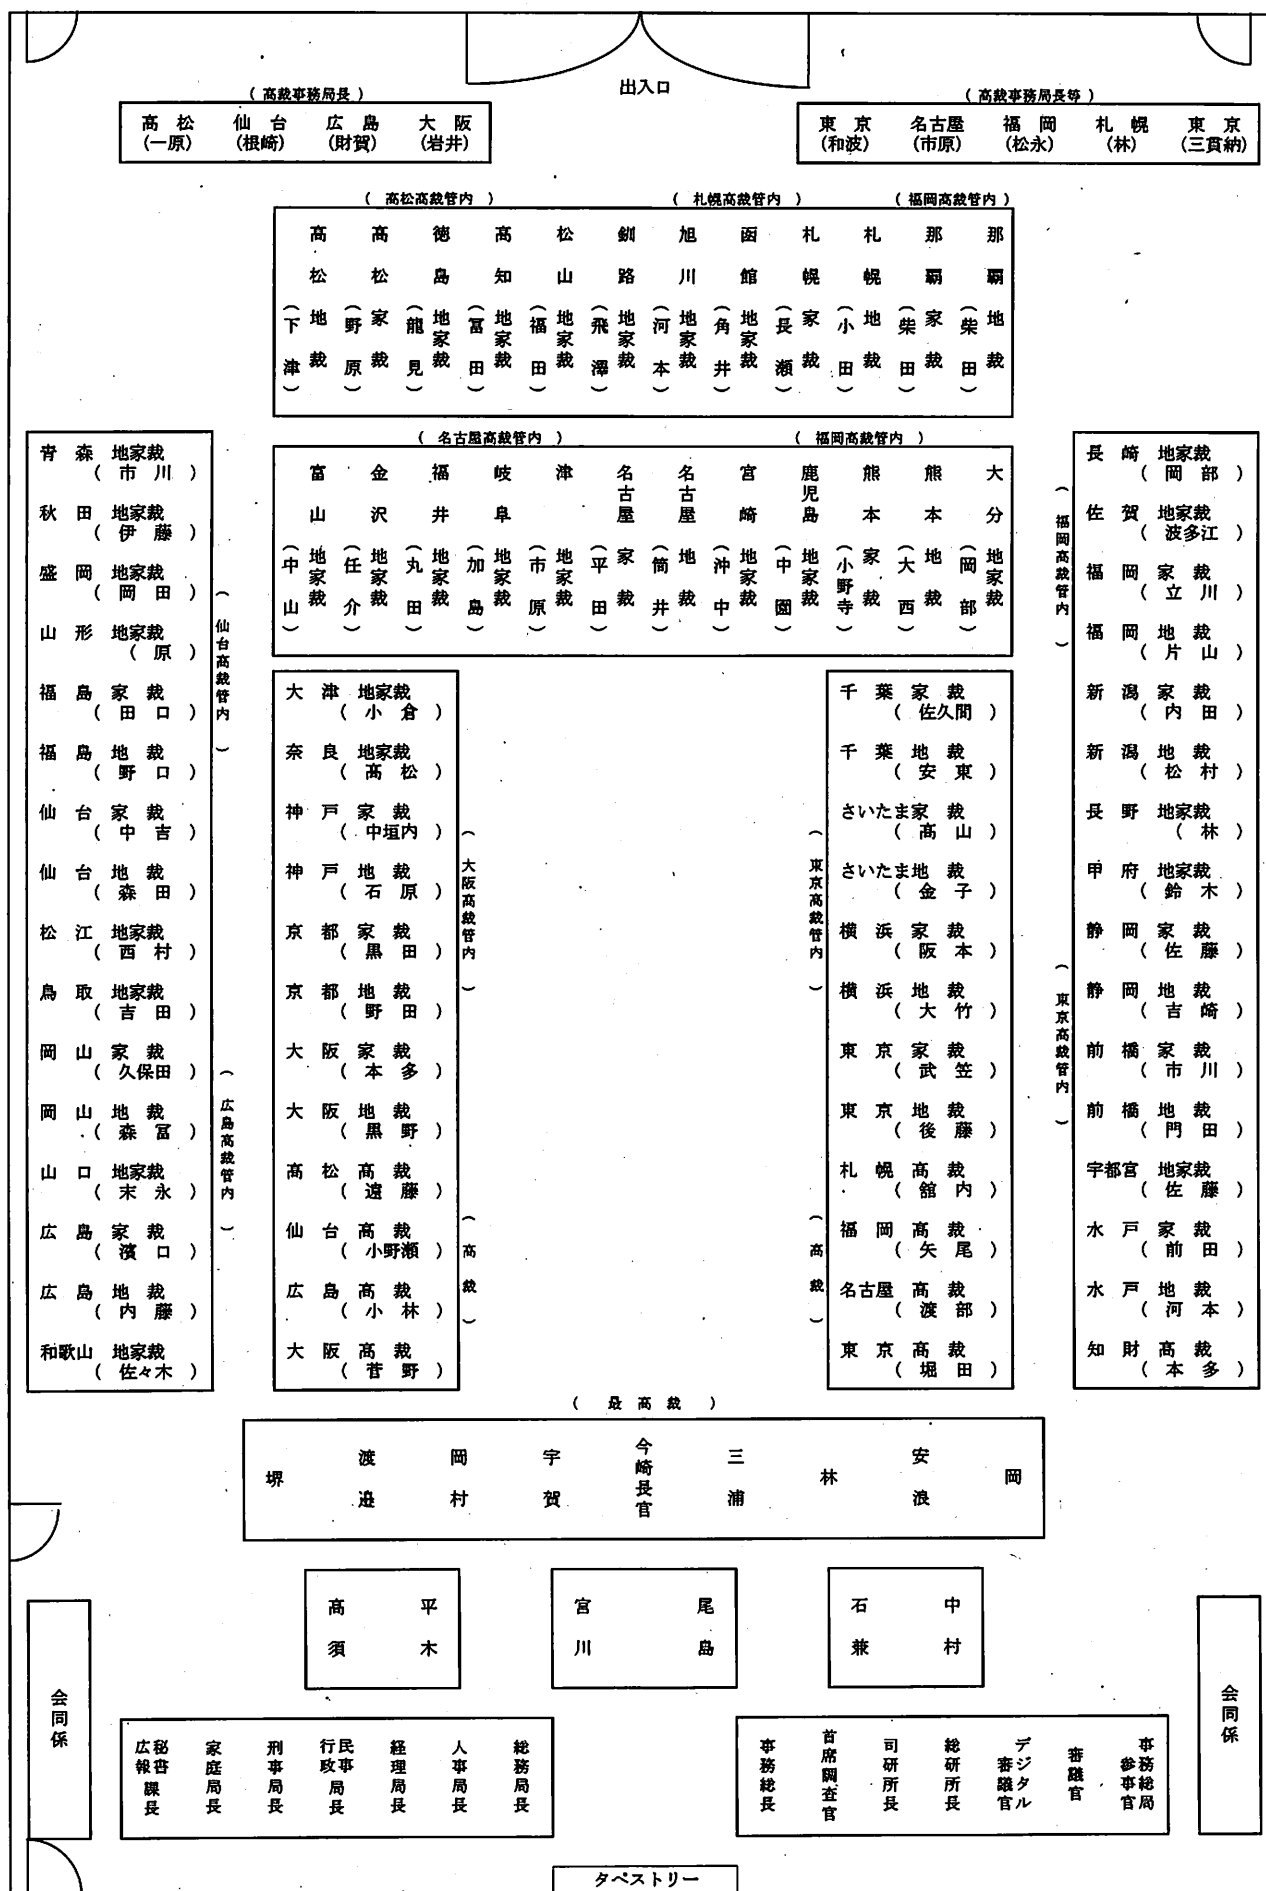 出入口
( 高裁事務局長 )
高松 仙台 広島 大阪
(一原) (根崎) (財賀) (岩井)
( 高裁事務局長等 )
東京 名古屋 福岡 札幌 東京
(和波) (市原) (松永) (林) (三貫納)
( 高松高裁管内 ) ( 札幌高裁管内 ) ( 福岡高裁管内 )
高松地裁 (下津)
高松家裁 (野原)
徳島地家裁 (龍見)
高知地家裁 (冨田)
松山地家裁 (福田)
釧路地家裁 (飛澤)
旭川地家裁 (河本)
函館地家裁 (角井)
札幌家裁 (長瀬)
札幌地裁 (小田)
那覇家裁 (柴田)
那覇地裁 (柴田)
( 名古屋高裁管内 ) ( 福岡高裁管内 )
富山地家裁 (中山)
金沢地家裁 (任介)
福井地家裁 (丸田)
岐阜地家裁 (加島)
津地家裁 (市原)
名古屋家裁 (平田)
名古屋地裁 (筒井)
宮崎地家裁 (沖中)
鹿児島地家裁 (中園)
熊本家裁 (小野寺)
熊本地裁 (大西)
大分地家裁 (岡部)
青森地家裁
( 市川 )
秋田地家裁
( 伊藤 )
盛岡地家裁
( 岡田 )
山形地家裁
( 原 )
福島家裁
( 田口 )
福島地裁
( 野口 )
仙台家裁
( 中吉 )
仙台地裁
( 森田 )
松江地家裁
( 西村 )
鳥取地家裁
( 吉田 )
岡山家裁
( 久保田 )
岡山地裁
( 森冨 )
山口地家裁
( 末永 )
広島家裁
( 濱口 )
広島地裁
( 内藤 )
和歌山地家裁
( 佐々木 )
( 仙台高裁管内 )
( 広島高裁管内 )
大津地家裁
( 小倉 )
奈良地家裁
( 髙松 )
神戸家裁
( 中垣内 )
神戸地裁
( 石原 )
京都家裁
( 黒田 )
京都地裁
( 野田 )
大阪家裁
( 本多 )
大阪地裁
( 黒野 )
高松高裁
( 遠藤 )
仙台高裁
( 小野瀬 )
広島高裁
( 小林 )
大阪高裁
( 菅野 )
( 大阪高裁管内 )
( 高裁 )
( 東京高裁管内 )
( 高裁 )
千葉家裁
( 佐久間 )
千葉地裁
( 安東 )
さいたま家裁
( 髙山 )
さいたま地裁
( 金子 )
横浜家裁
( 阪本 )
横浜地裁
( 大竹 )
東京家裁
( 武笠 )
東京地裁
( 後藤 )
札幌高裁
( 舘内 )
福岡高裁
( 矢尾 )
名古屋高裁
( 渡部 )
東京高裁
( 堀田 )
( 福岡高裁管内 )
( 東京高裁管内 )
長崎地家裁
( 岡部 )
佐賀地家裁
( 波多江 )
福岡家裁
( 立川 )
福岡地裁
( 片山 )
新潟家裁
( 内田 )
新潟地裁
( 松村 )
長野地家裁
( 林 )
甲府地家裁
( 鈴木 )
静岡家裁
( 佐藤 )
静岡地裁
( 吉崎 )
前橋家裁
( 市川 )
前橋地裁
( 門田 )
宇都宮地家裁
( 佐藤 )
水戸家裁
( 前田 )
水戸地裁
( 河本 )
知財高裁
( 本多 )
( 最高裁 )
堺 渡邉 岡村 宇賀 今崎長官 三浦 林 安浪 岡
髙須 平木
宮川 尾島
石兼 中村
会同係
会同係
秘書広報課長
家庭局長
刑事局長
民事行政局長
経理局長
人事局長
総務局長
事務総長
首席調査官
司研所長
総研所長
デジタル審議官
審議官
事務総局参事官
タペストリー